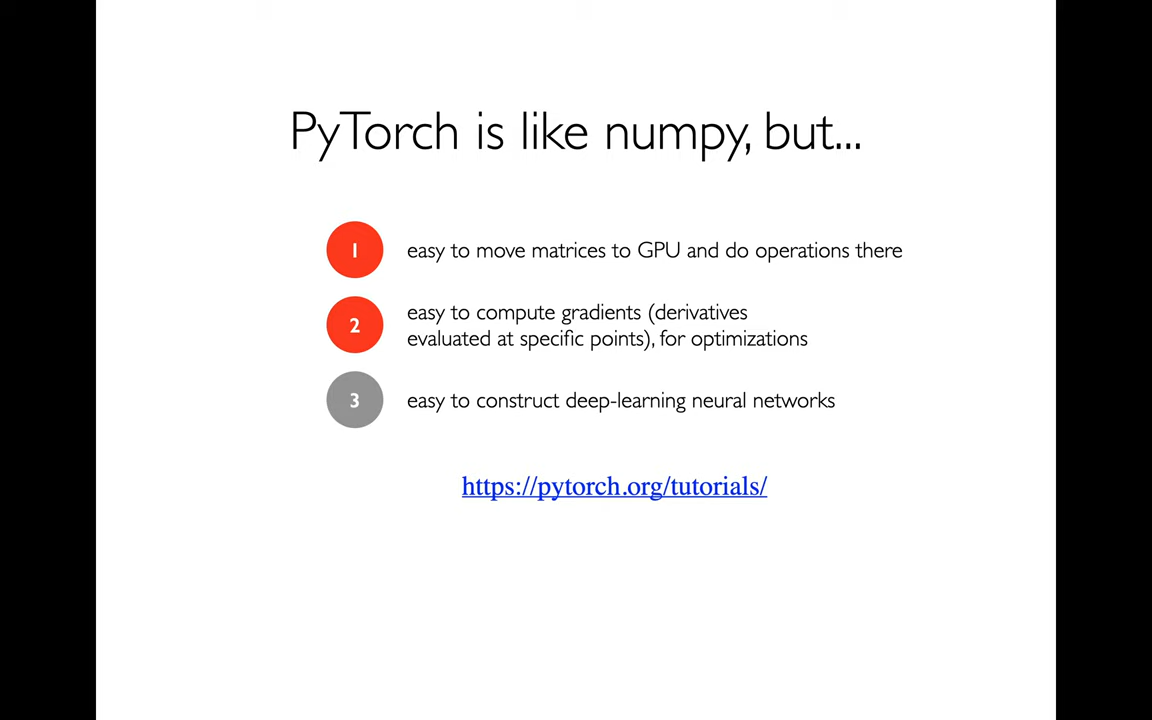 PyTorch is like numpy, but...
1 easy to move matrices to GPU and do operations there
2 easy to compute gradients (derivatives
evaluated at specific points), for optimizations
3 easy to construct deep-learning neural networks
https://pytorch.org/tutorials/